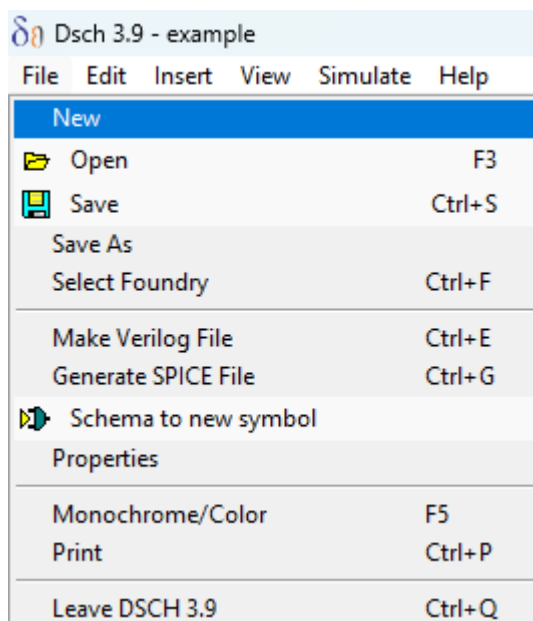 Dsch 3.9 - example
File Edit Insert View Simulate Help
New
Open F3
Save Ctrl+S
Save As
Select Foundry Ctrl+F
Make Verilog File Ctrl+E
Generate SPICE File Ctrl+G
Schema to new symbol
Properties
Monochrome/Color F5
Print Ctrl+P
Leave DSCH 3.9 Ctrl+Q